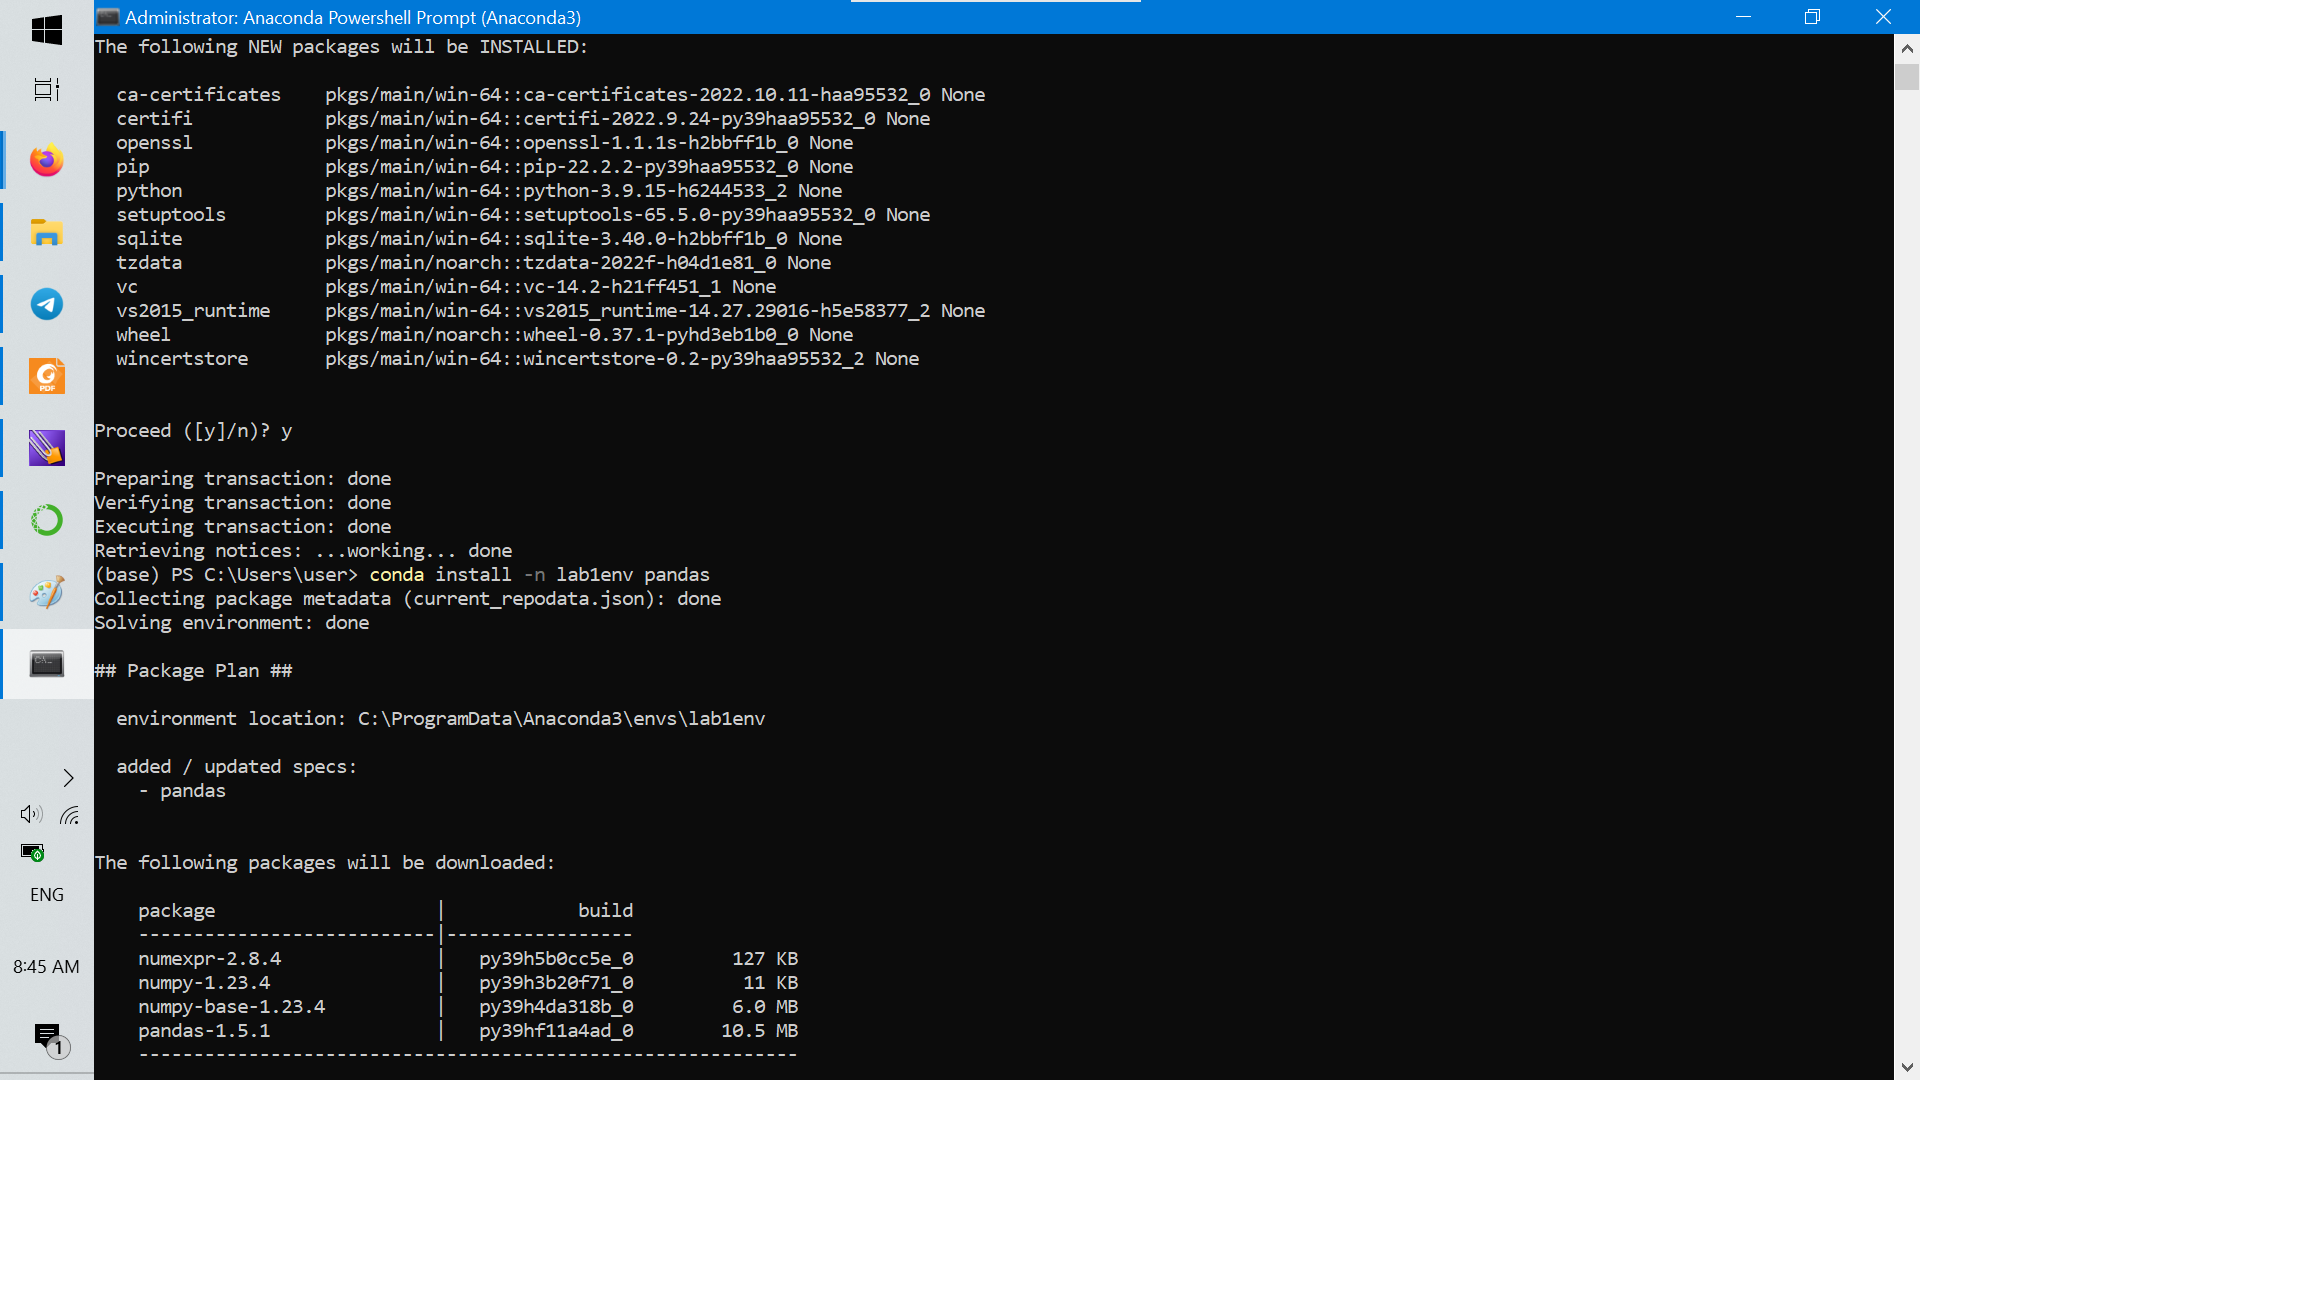 Administrator: Anaconda Powershell Prompt (Anaconda3)
The following NEW packages will be INSTALLED:
ca-certificates pkgs/main/win-64::ca-certificates-2022.10.11-haa95532_0 None
certifi pkgs/main/win-64::certifi-2022.9.24-py39haa95532_0 None
openssl pkgs/main/win-64::openssl-1.1.1s-h2bbff1b_0 None
pip pkgs/main/win-64::pip-22.2.2-py39haa95532_0 None
python pkgs/main/win-64::python-3.9.15-h6244533_2 None
setuptools pkgs/main/win-64::setuptools-65.5.0-py39haa95532_0 None
sqlite pkgs/main/win-64::sqlite-3.40.0-h2bbff1b_0 None
tzdata pkgs/main/noarch::tzdata-2022f-h04d1e81_0 None
vc pkgs/main/win-64::vc-14.2-h21ff451_1 None
vs2015_runtime pkgs/main/win-64::vs2015_runtime-14.27.29016-h5e58377_2 None
wheel pkgs/main/noarch::wheel-0.37.1-pyhd3eb1b0_0 None
wincertstore pkgs/main/win-64::wincertstore-0.2-py39haa95532_2 None
Proceed ([y]/n)? y
Preparing transaction: done
Verifying transaction: done
Executing transaction: done
Retrieving notices: ...working... done
(base) PS C:\Users\user> conda install -n lab1env pandas
Collecting package metadata (current_repodata.json): done
Solving environment: done
## Package Plan ##
environment location: C:\ProgramData\Anaconda3\envs\lab1env
added / updated specs:
- pandas
The following packages will be downloaded:
package | build
---------------------------|-----------------
numexpr-2.8.4 | py39h5b0cc5e_0 127 KB
numpy-1.23.4 | py39h3b20f71_0 11 KB
numpy-base-1.23.4 | py39h4da318b_0 6.0 MB
pandas-1.5.1 | py39hf11a4ad_0 10.5 MB
------------------------------------------------------------
PDF
C:\_
ENG
8:45 AM
1